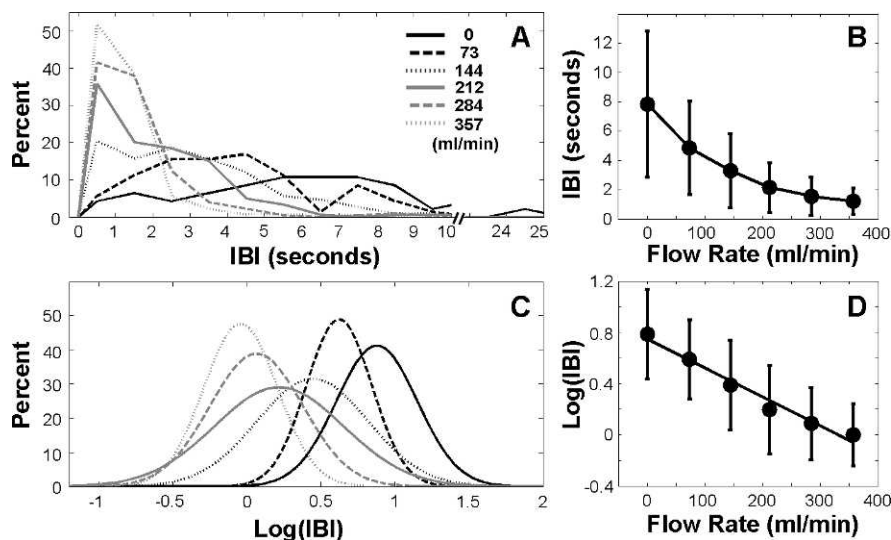 A
50
40
30
20
10
0
Percent
0
73
144
212
284
357
(ml/min)
0 1 2 3 4 5 6 7 8 9 10 24 25
IBI (seconds)
B
12
10
8
6
4
2
0
IBI (seconds)
0 100 200 300 400
Flow Rate (ml/min)
C
50
40
30
20
10
0
Percent
-1 -0.5 0 0.5 1 1.5 2
Log(IBI)
D
1.2
0.8
0.4
0
-0.4
Log(IBI)
0 100 200 300 400
Flow Rate (ml/min)